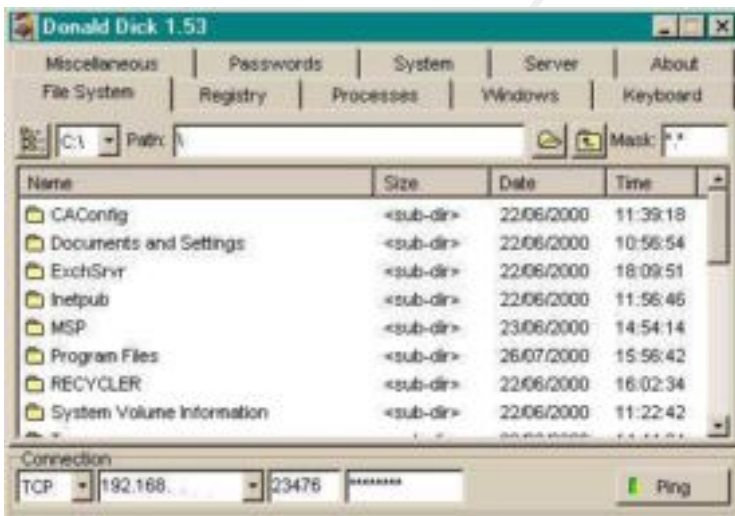 Donald Dick 1.53
Miscellaneous Passwords System Server About
File System Registry Processes Windows Keyboard
C:\ Path: \ Mask: *.*
Name Size Date Time
CAConfig <sub-dir> 22/06/2000 11:39:18
Documents and Settings <sub-dir> 22/06/2000 10:56:54
ExchSrvr <sub-dir> 22/06/2000 18:09:51
Inetpub <sub-dir> 22/06/2000 11:56:46
MSP <sub-dir> 23/06/2000 14:54:14
Program Files <sub-dir> 26/07/2000 15:56:42
RECYCLER <sub-dir> 22/06/2000 16:02:34
System Volume Information <sub-dir> 22/06/2000 11:22:42
Connection
TCP 192.168. 23476 ******** Ping